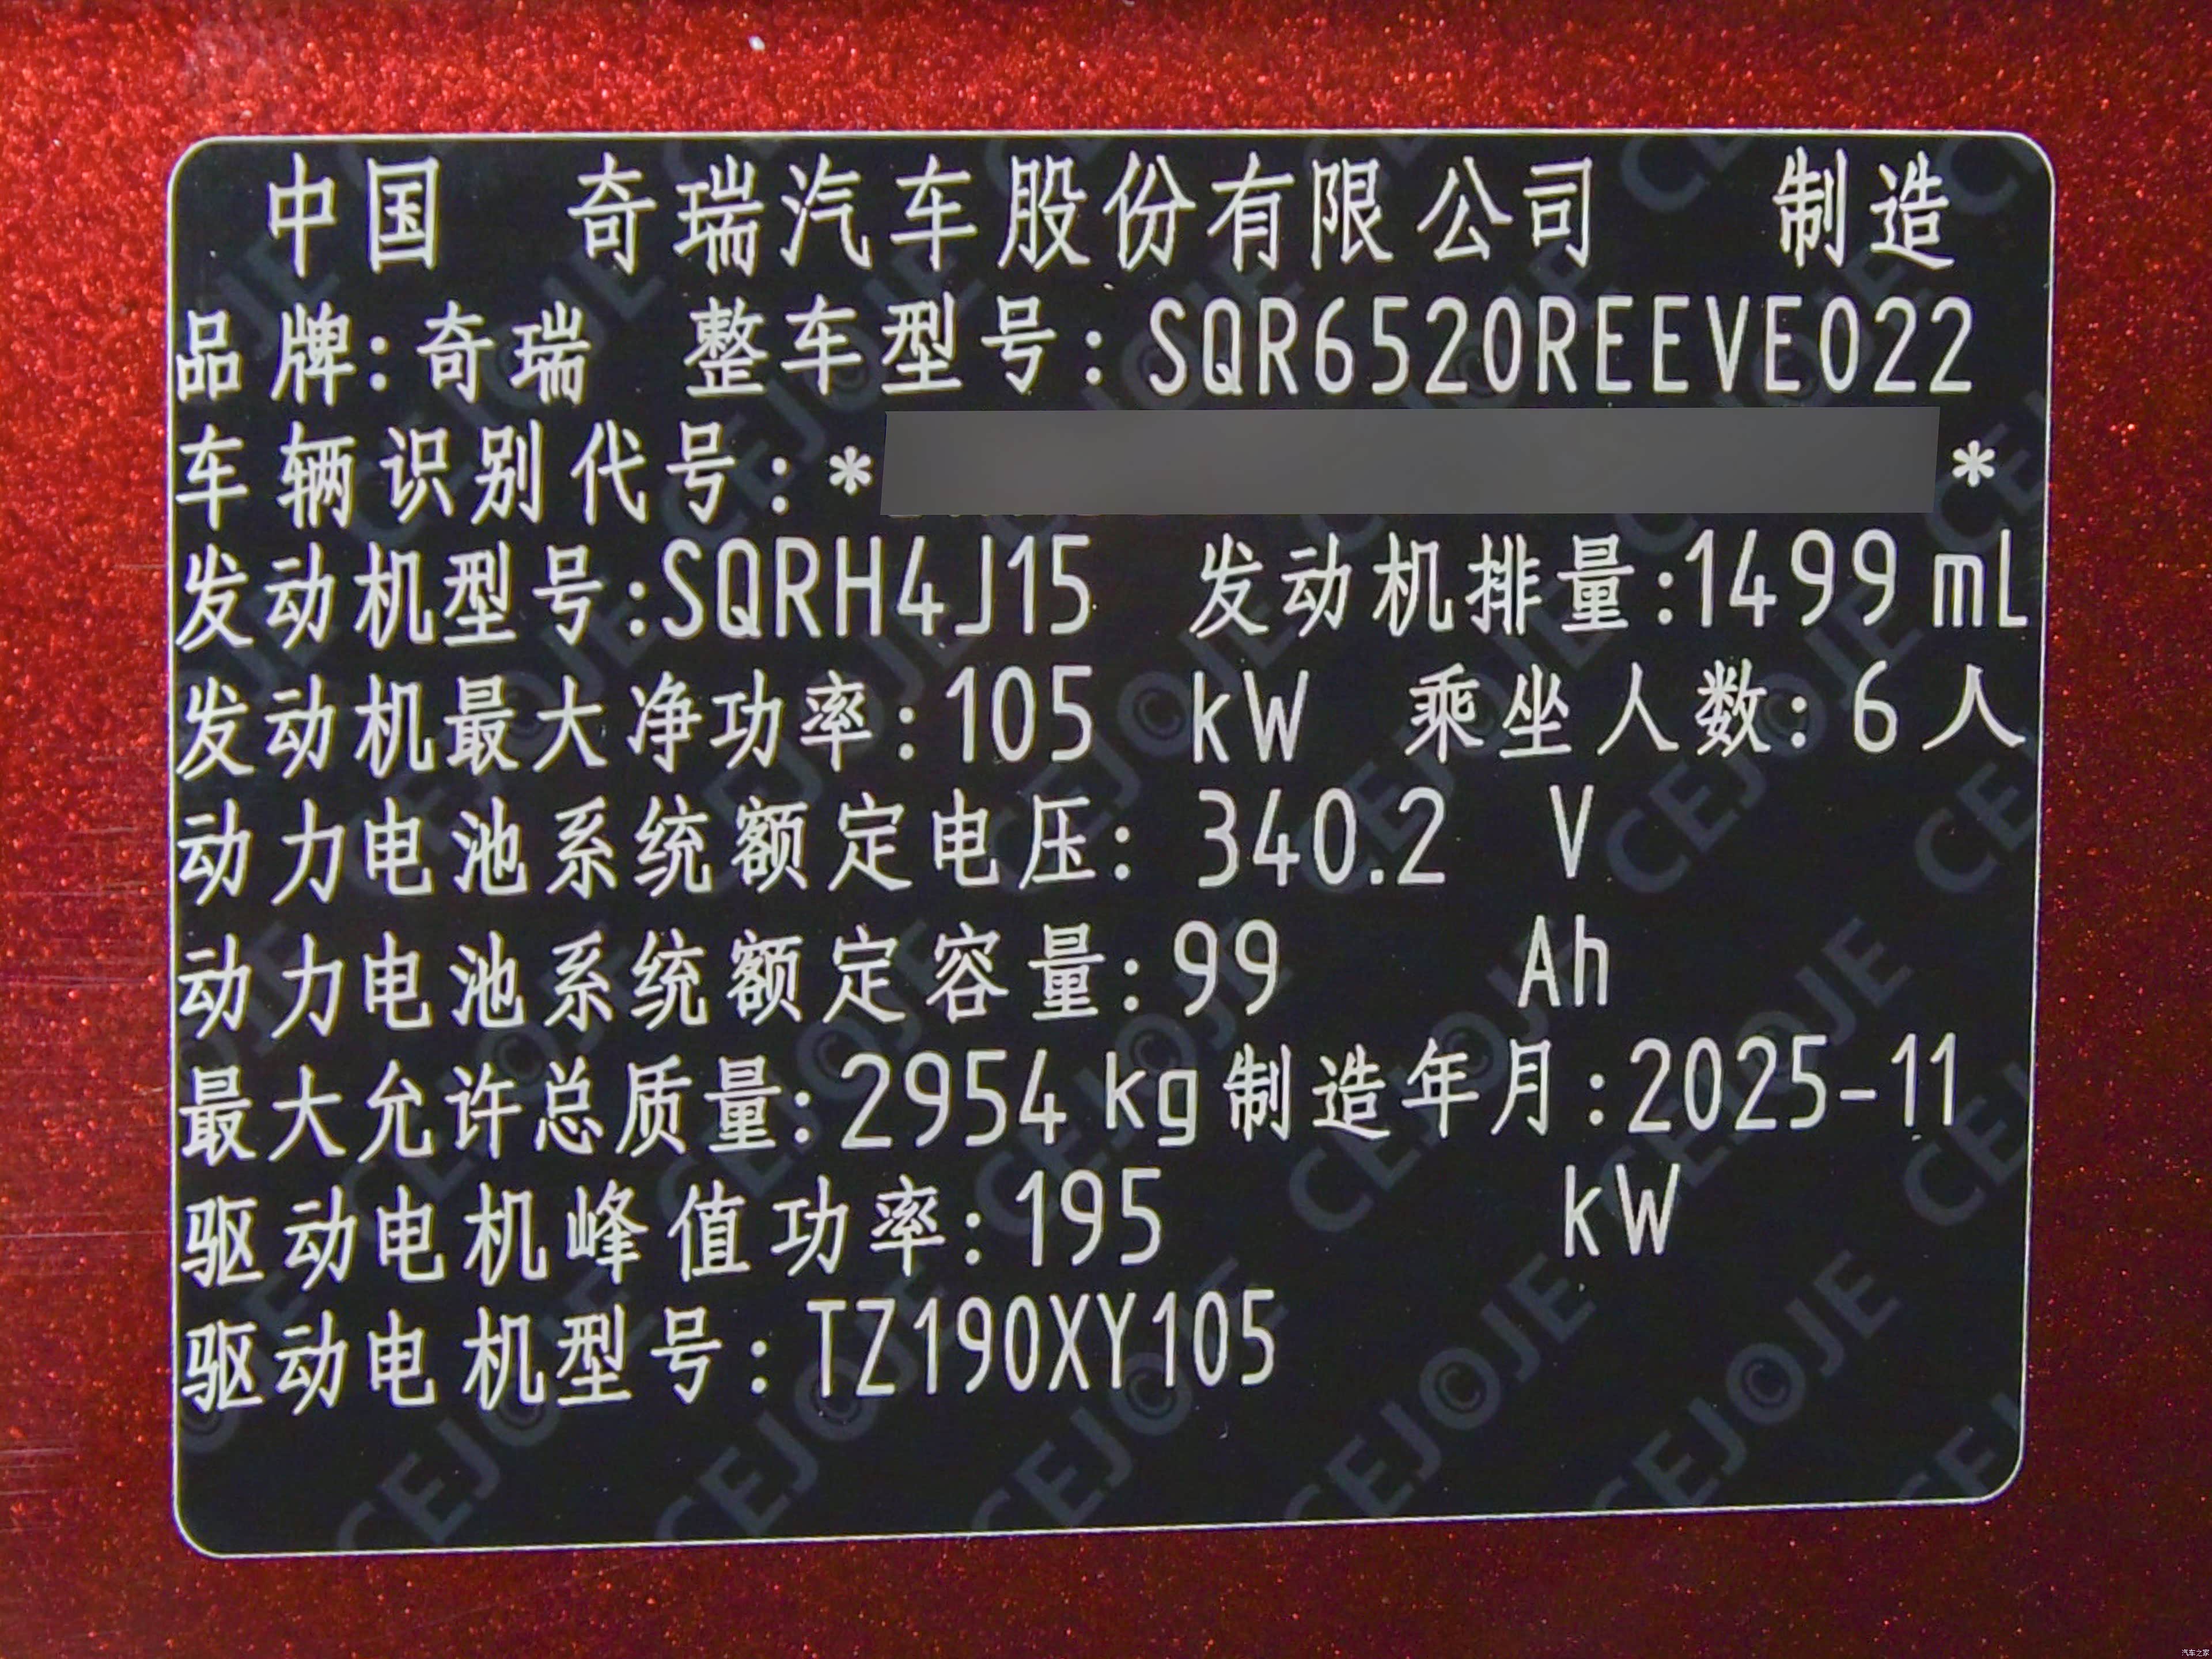 中国 奇瑞汽车股份有限公司 制造
品牌:奇瑞 整车型号:SQR6520REEVE022
车辆识别代号:* *
发动机型号:SQRH4J15 发动机排量:1499 mL
发动机最大净功率:105 kW 乘坐人数:6人
动力电池系统额定电压:340.2 V
动力电池系统额定容量:99 Ah
最大允许总质量:2954 kg 制造年月:2025-11
驱动电机峰值功率:195 kW
驱动电机型号:TZ190XY105
CEJOJE
汽车之家